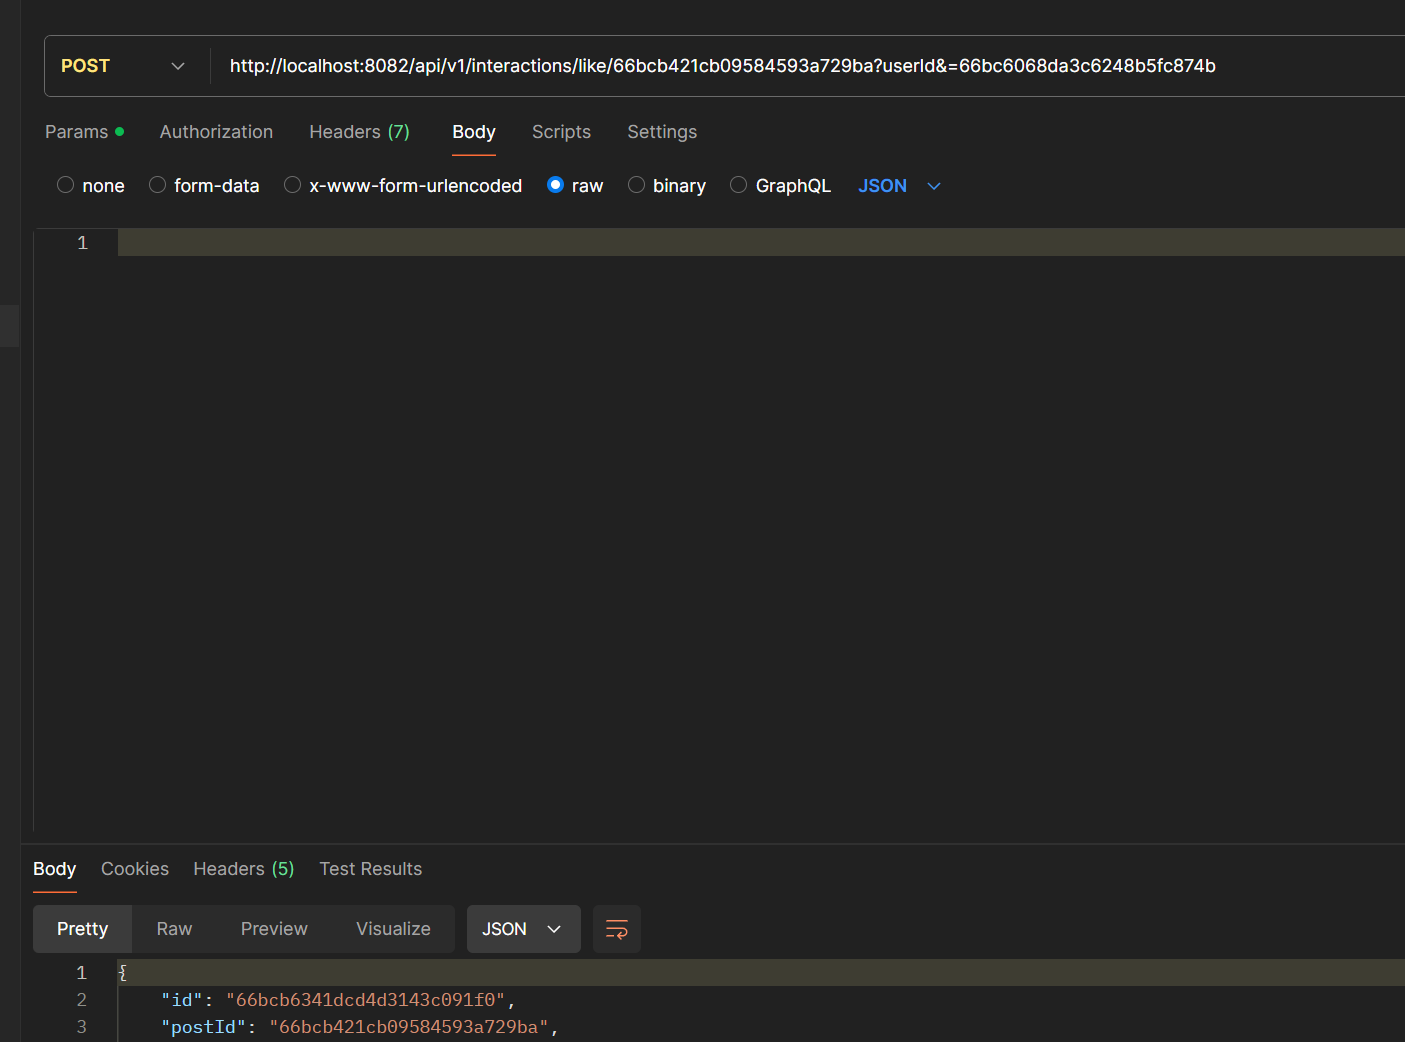 POST http://localhost:8082/api/v1/interactions/like/66bcb421cb09584593a729ba?userId&=66bc6068da3c6248b5fc874b
Params Authorization Headers (7) Body Scripts Settings
none form-data x-www-form-urlencoded raw binary GraphQL JSON
1
Body Cookies Headers (5) Test Results
Pretty Raw Preview Visualize JSON
1 {
2 "id": "66bcb6341dcd4d3143c091f0",
3 "postId": "66bcb421cb09584593a729ba",